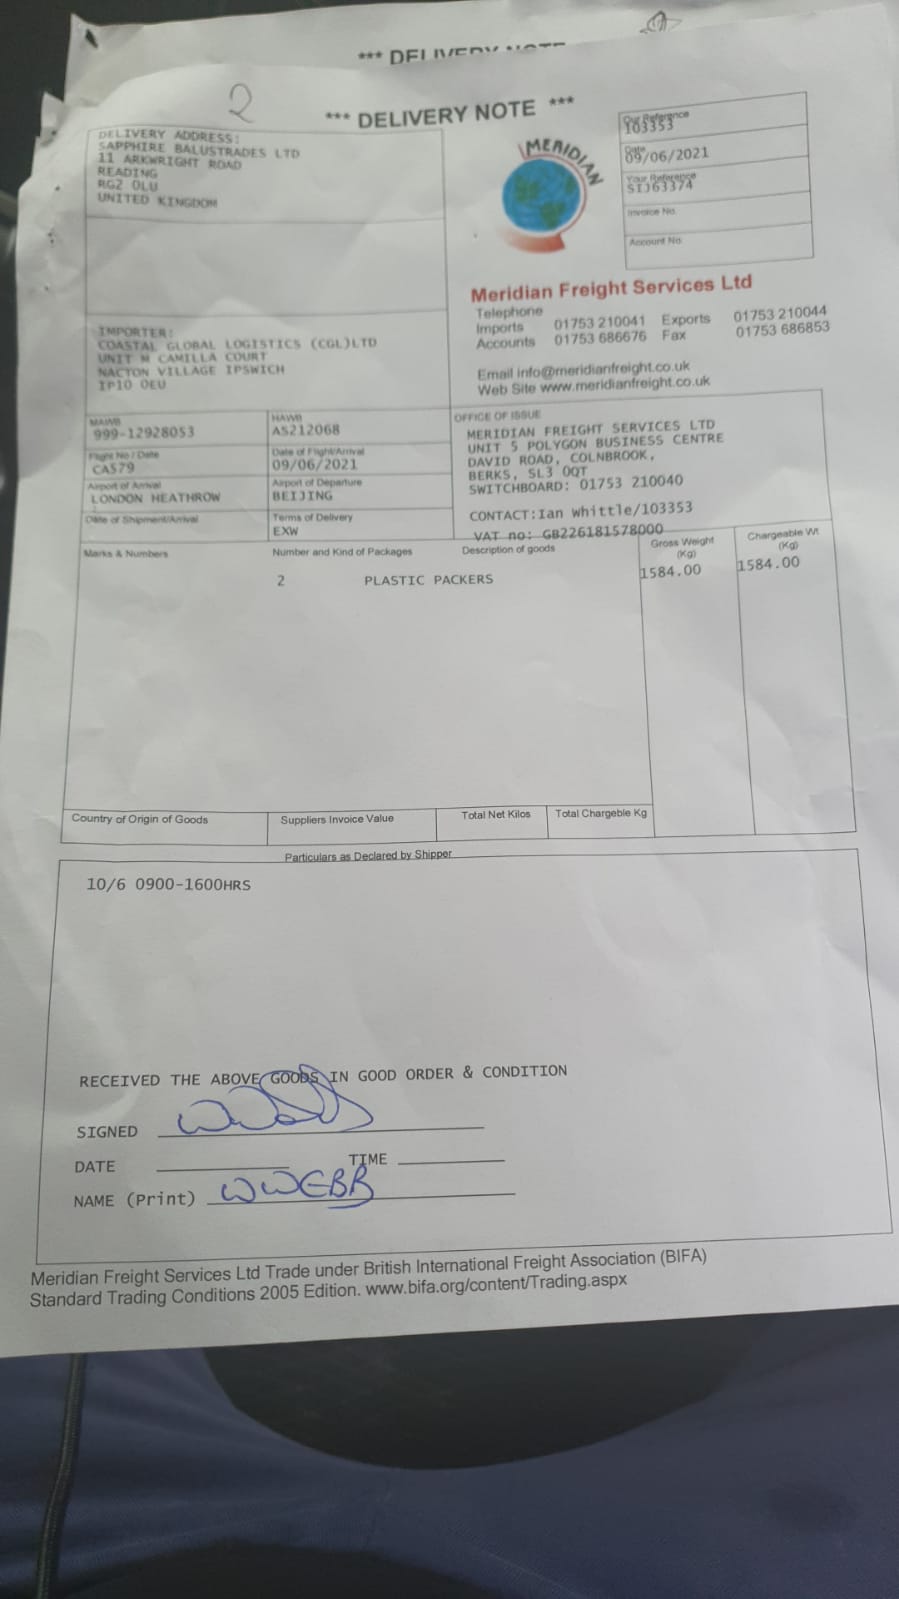 *** DELIVERY NOTE
2
*** DELIVERY NOTE ***
DELIVERY ADDRESS:
SAPPHIRE BALUSTRADES LTD
11 ARKWRIGHT ROAD
READING
RG2 0LU
UNITED KINGDOM
MERIDIAN
Our Reference
103353
Date
09/06/2021
Your Reference
SIJ63374
Invoice No.
Account No.
Meridian Freight Services Ltd
Telephone
Imports 01753 210041 Exports 01753 210044
Accounts 01753 686676 Fax 01753 686853
Email info@meridianfreight.co.uk
Web Site www.meridianfreight.co.uk
IMPORTER:
COASTAL GLOBAL LOGISTICS (CGL)LTD
UNIT M CAMILLA COURT
NACTON VILLAGE IPSWICH
IP10 0EU
MAWB
999-12928053
HAWB
AS212068
Flight No / Date
CA579
Date of Flight/Arrival
09/06/2021
Airport of Arrival
LONDON HEATHROW
Airport of Departure
BEIJING
Date of Shipment/Arrival
Terms of Delivery
EXW
OFFICE OF ISSUE
MERIDIAN FREIGHT SERVICES LTD
UNIT 5 POLYGON BUSINESS CENTRE
DAVID ROAD, COLNBROOK,
BERKS, SL3 0QT
SWITCHBOARD: 01753 210040
CONTACT:Ian Whittle/103353
VAT no: GB226181578000
Marks & Numbers
Number and Kind of Packages
Description of goods
Gross Weight
(Kg)
Chargeable Wt
(Kg)
2 PLASTIC PACKERS 1584.00 1584.00
Country of Origin of Goods
Suppliers Invoice Value
Total Net Kilos
Total Chargeble Kg
Particulars as Declared by Shipper
10/6 0900-1600HRS
RECEIVED THE ABOVE GOODS IN GOOD ORDER & CONDITION
SIGNED
DATE TIME
NAME (Print) W WEBB
Meridian Freight Services Ltd Trade under British International Freight Association (BIFA)
Standard Trading Conditions 2005 Edition. www.bifa.org/content/Trading.aspx